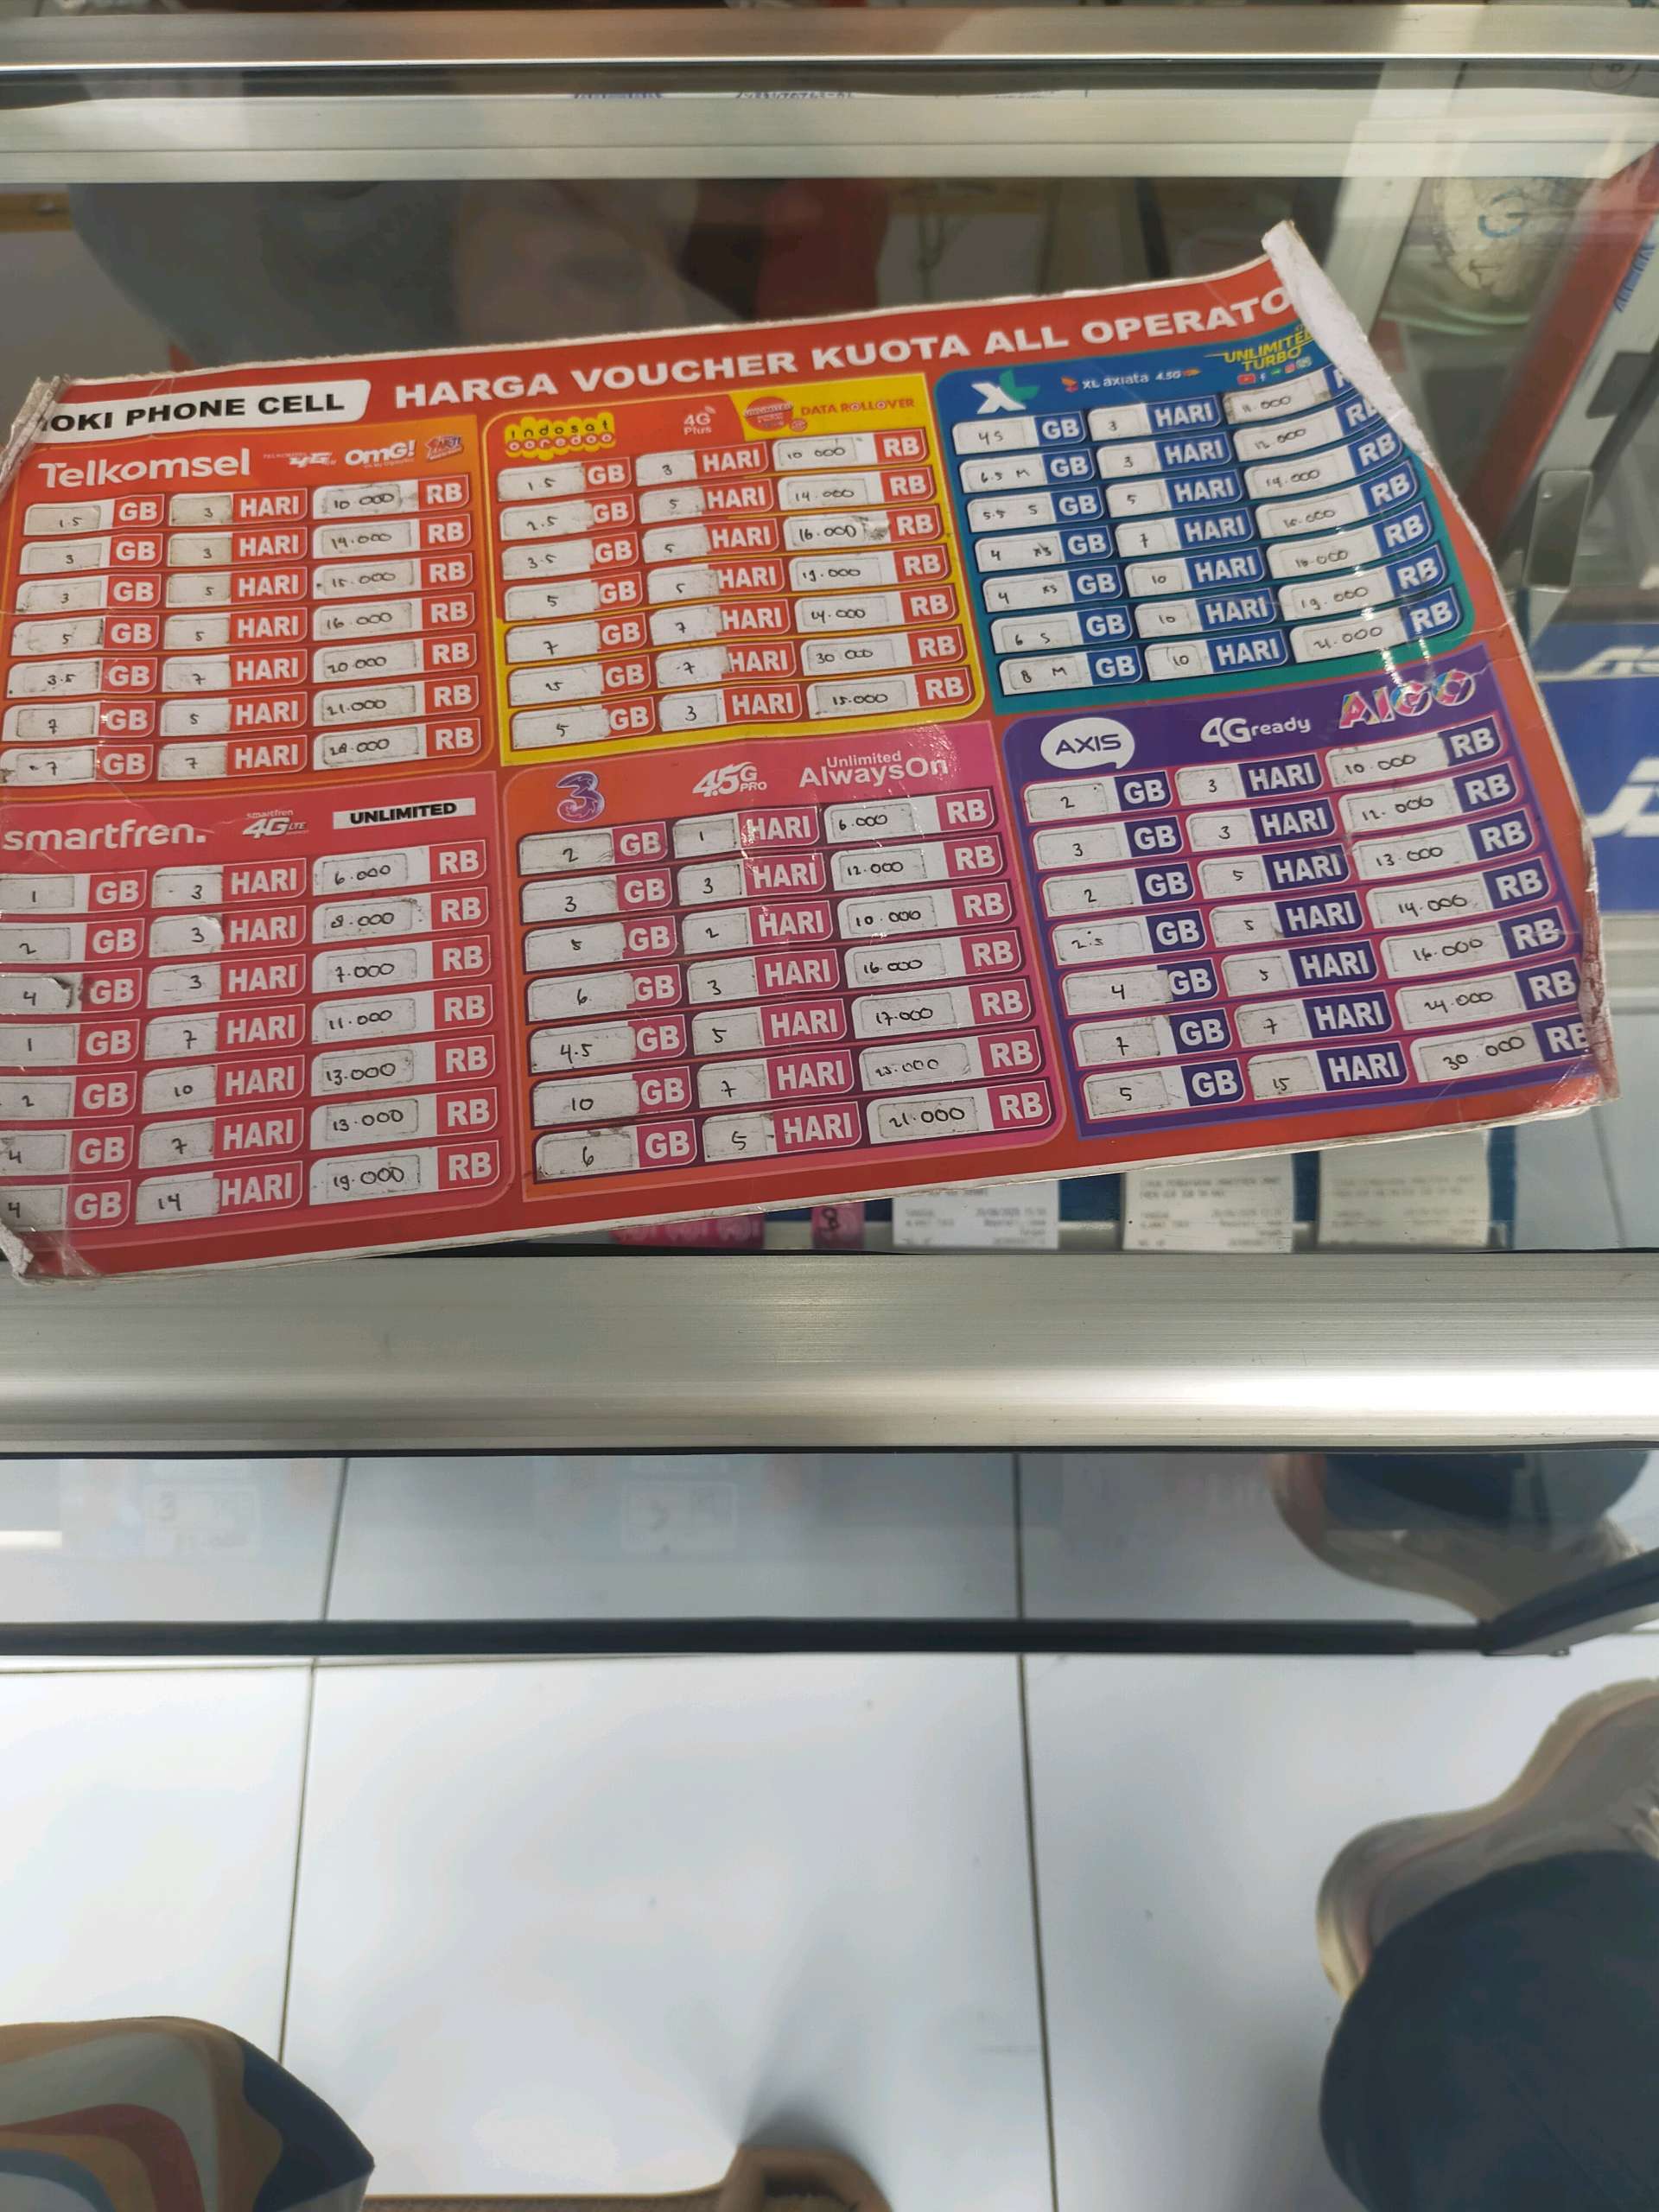 OKI PHONE CELL
HARGA VOUCHER KUOTA ALL OPERATO
Telkomsel 4G OMG!
1.5 GB 3 HARI 10.000 RB
3 GB 3 HARI 14.000 RB
3 GB 5 HARI 15.000 RB
5 GB 5 HARI 16.000 RB
3.5 GB 7 HARI 20.000 RB
7 GB 5 HARI 21.000 RB
7 GB 7 HARI 28.000 RB
indosat ooredoo 4G Plus DATA ROLLOVER
1.5 GB 3 HARI 10 000 RB
2.5 GB 5 HARI 14.000 RB
3.5 GB 5 HARI 16.000 RB
5 GB 5 HARI 19.000 RB
7 GB 7 HARI 24.000 RB
15 GB 7 HARI 30 000 RB
5 GB 3 HARI 15.000 RB
XL XL axiata 4.5G UNLIMITED TURBO
4 S GB 3 HARI 11.000 R
6.5 M GB 3 HARI 12.000 RB
5.5 S GB 5 HARI 14.000 RB
4 XS GB 7 HARI RB
4 XS GB 10 HARI RB
6 S GB 10 HARI 19.000 RB
8 M GB 10 HARI 21.000 RB
smartfren. smartfren 4G LTE UNLIMITED
1 GB 3 HARI 6.000 RB
2 GB 3 HARI 8.000 RB
4 GB 3 HARI 7.000 RB
1 GB 7 HARI 11.000 RB
2 GB 10 HARI 13.000 RB
4 GB 7 HARI 13.000 RB
4 GB 14 HARI 19.000 RB
3 4.5G PRO Unlimited AlwaysOn
2 GB 1 HARI 6.000 RB
3 GB 3 HARI 12.000 RB
5 GB 2 HARI 10.000 RB
6 GB 3 HARI 16.000 RB
4.5 GB 5 HARI 17.000 RB
10 GB 7 HARI 25.000 RB
6 GB 5 HARI 21.000 RB
AXIS 4G ready AIGO
2 GB 3 HARI 10.000 RB
3 GB 3 HARI 12.000 RB
2 GB 5 HARI 13.000 RB
2.5 GB 5 HARI 14.000 RB
4 GB 5 HARI 16.000 RB
7 GB 7 HARI 24.000 RB
5 GB 15 HARI 30 000 RB